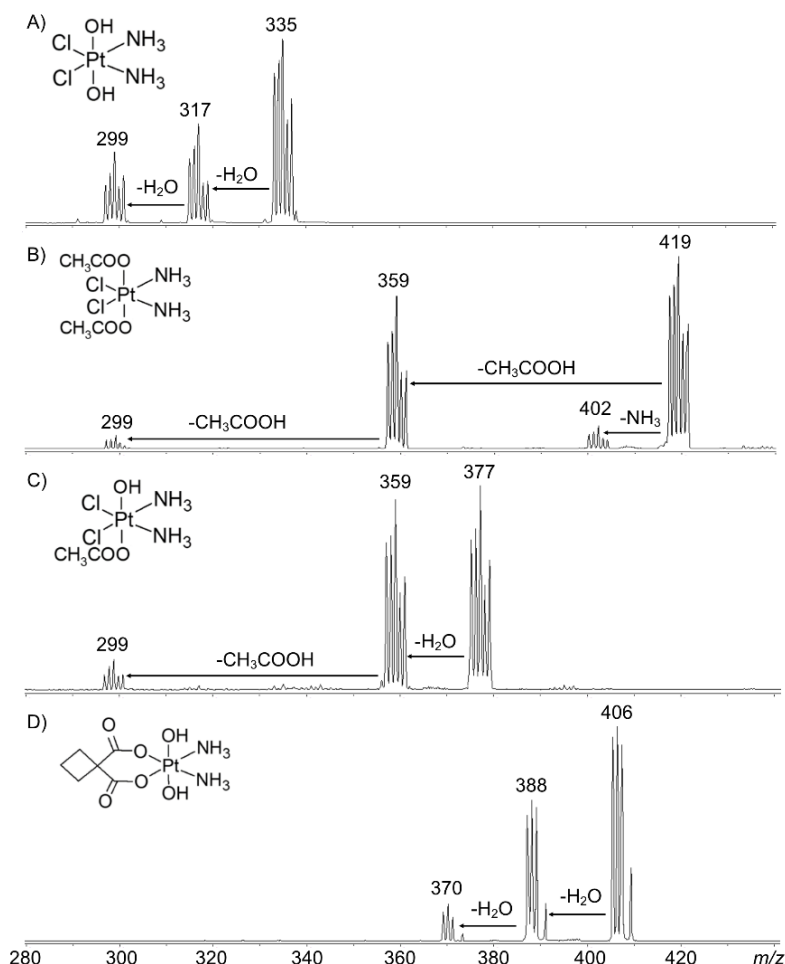 A)
OH
Cl NH₃
Pt
Cl NH₃
OH
335
317
299
-H₂O
-H₂O
B)
CH₃COO
Cl NH₃
Cl Pt NH₃
CH₃COO
419
359
-CH₃COOH
402
-NH₃
299
-CH₃COOH
C)
OH
Cl NH₃
Pt
Cl NH₃
CH₃COO
377
359
-H₂O
299
-CH₃COOH
D)
O OH
O NH₃
Pt
O NH₃
O OH
406
388
370
-H₂O
-H₂O
280 300 320 340 360 380 400 420 m/z